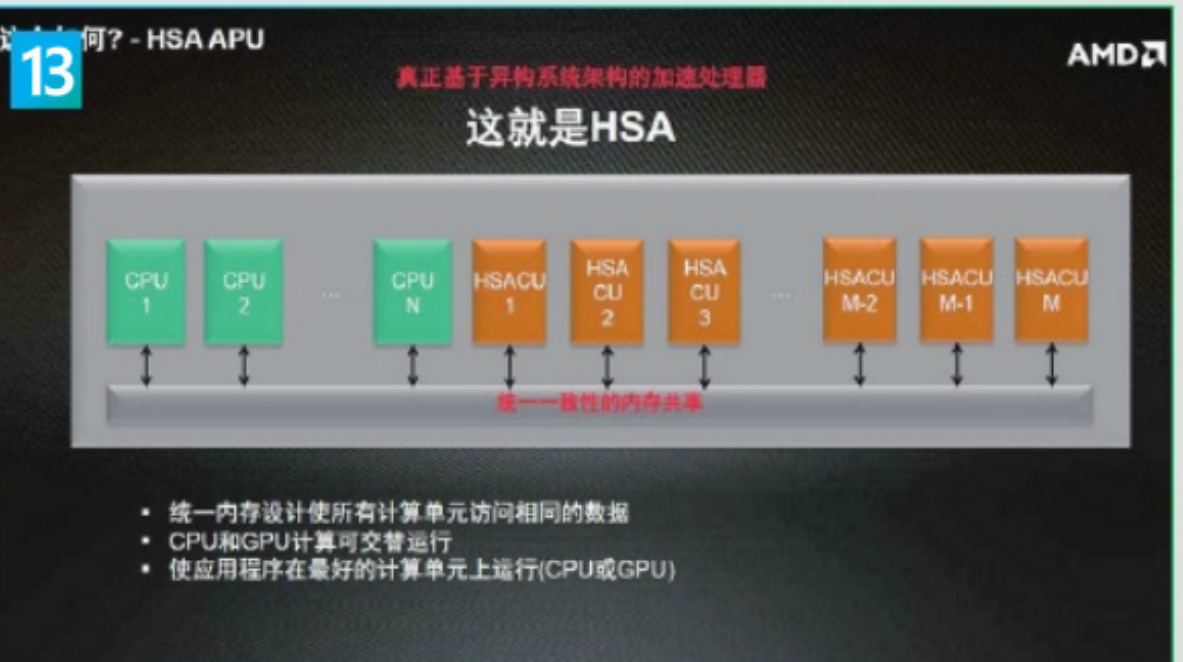 何? - HSA APU
13
AMD
真正基于异构系统架构的加速处理器
这就是HSA
CPU
1
CPU
2
...
CPU
N
HSACU
1
HSA
CU
2
HSA
CU
3
...
HSACU
M-2
HSACU
M-1
HSACU
M
统一一致性的内存共享
▪ 统一内存设计使所有计算单元访问相同的数据
▪ CPU和GPU计算可交替运行
▪ 使应用程序在最好的计算单元上运行(CPU或GPU)